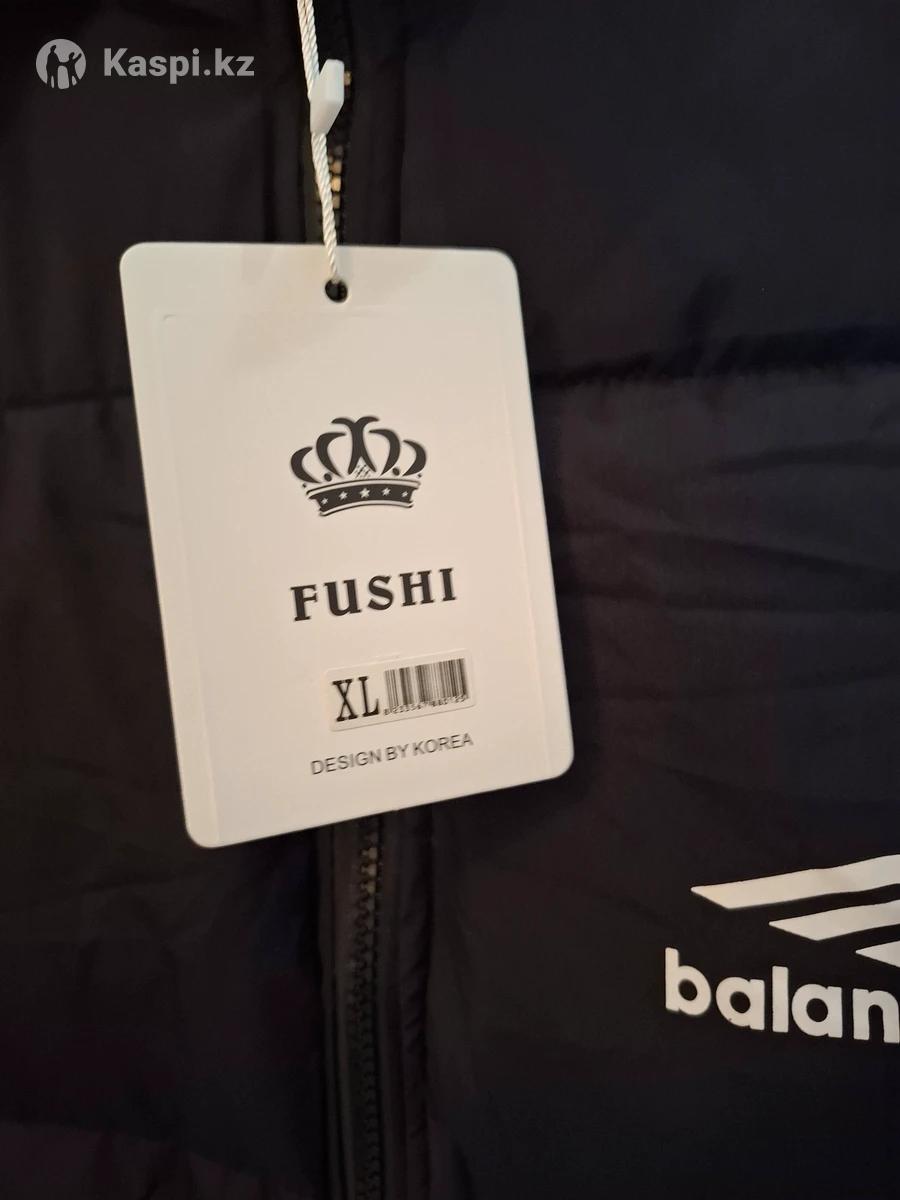 Kaspi.kz
FUSHI
XL
DESIGN BY KOREA
balan